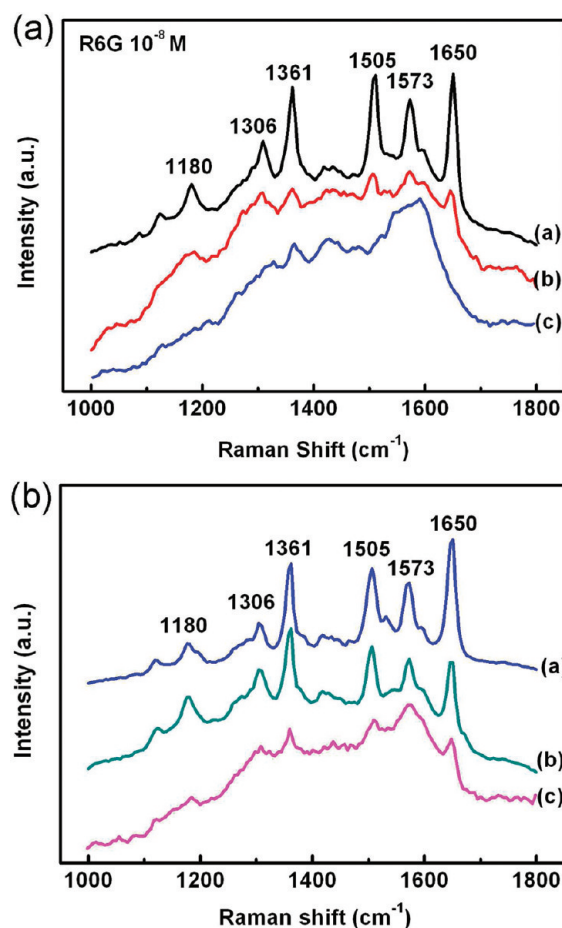 (a)
R6G 10⁻⁸ M
1180
1306
1361
1505
1573
1650
(a)
(b)
(c)
Intensity (a.u.)
1000 1200 1400 1600 1800
Raman Shift (cm⁻¹)
(b)
1180
1306
1361
1505
1573
1650
(a)
(b)
(c)
Intensity (a.u.)
1000 1200 1400 1600 1800
Raman shift (cm⁻¹)